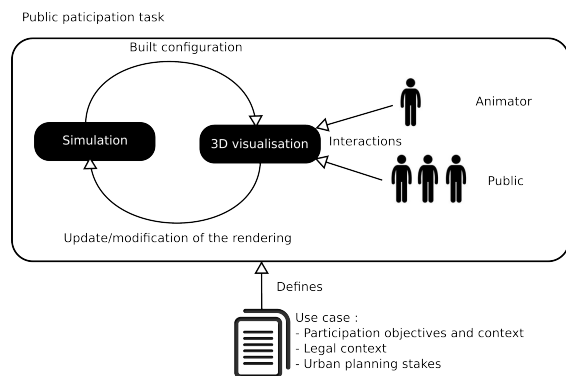 Public paticipation task
Built configuration
Simulation
3D visualisation
Animator
Interactions
Public
Update/modification of the rendering
Defines
Use case :
- Participation objectives and context
- Legal context
- Urban planning stakes